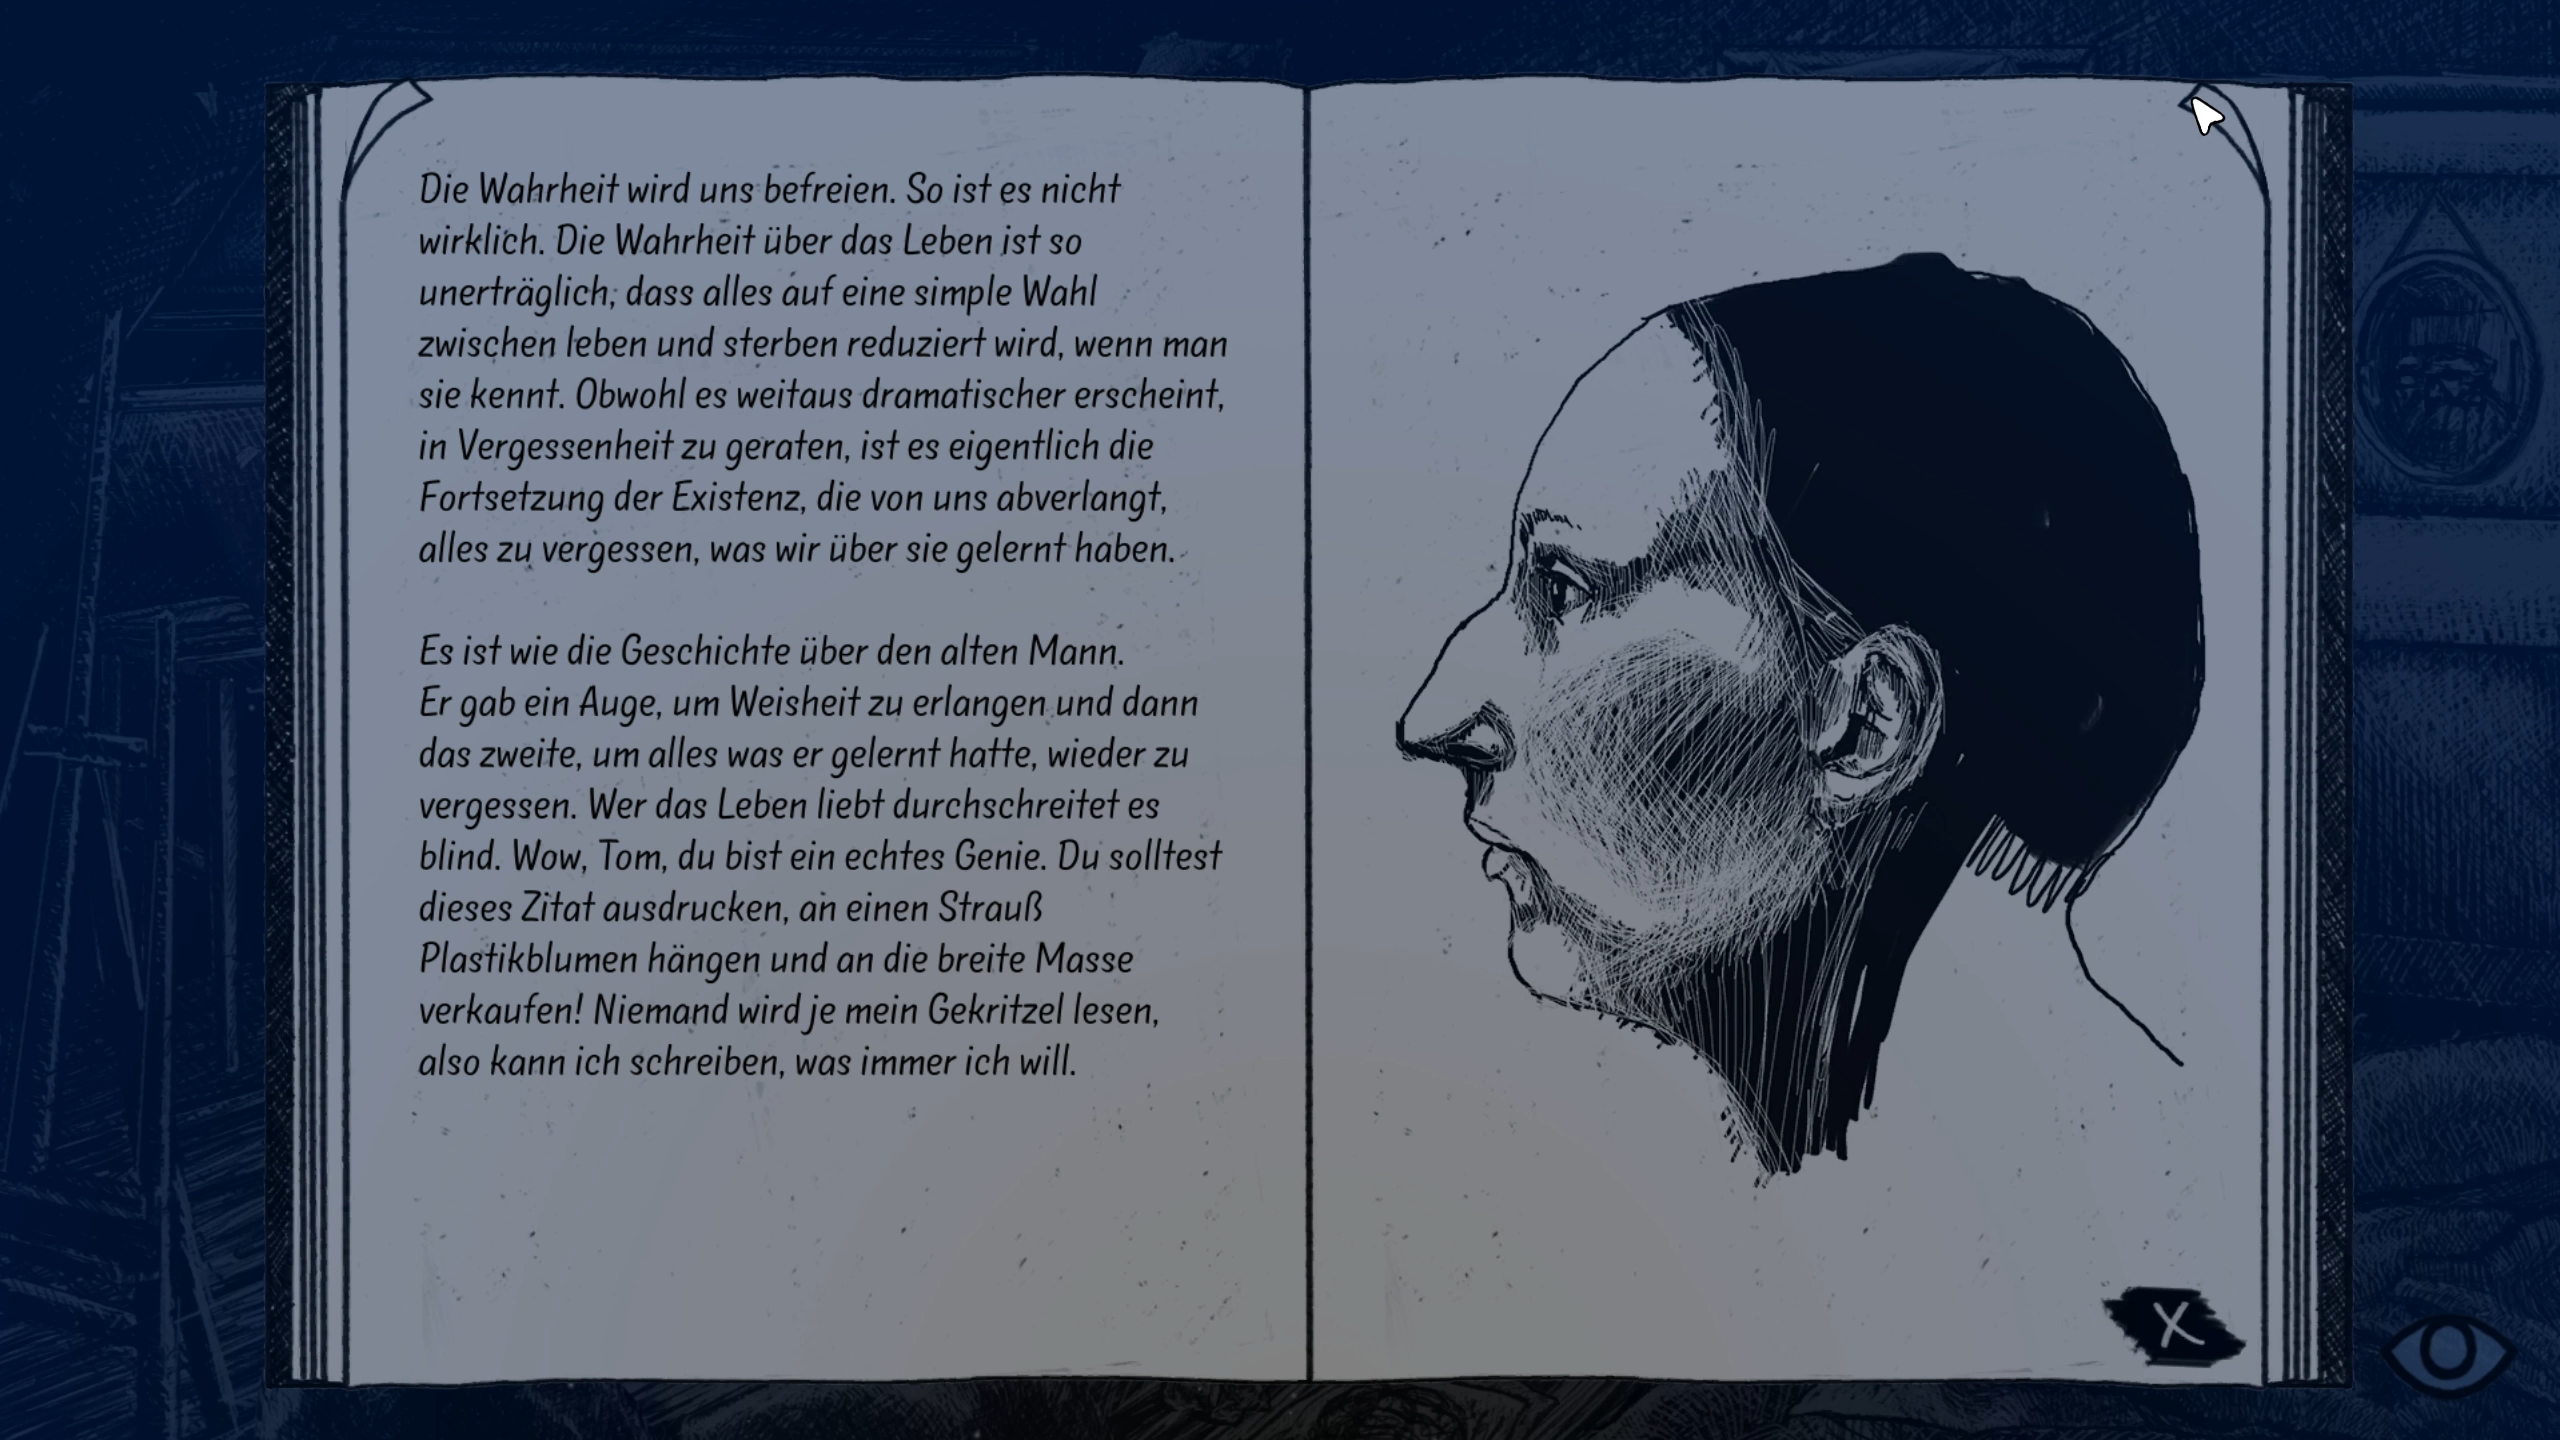 Die Wahrheit wird uns befreien. So ist es nicht
wirklich. Die Wahrheit über das Leben ist so
unerträglich, dass alles auf eine simple Wahl
zwischen leben und sterben reduziert wird, wenn man
sie kennt. Obwohl es weitaus dramatischer erscheint,
in Vergessenheit zu geraten, ist es eigentlich die
Fortsetzung der Existenz, die von uns abverlangt,
alles zu vergessen, was wir über sie gelernt haben.
Es ist wie die Geschichte über den alten Mann.
Er gab ein Auge, um Weisheit zu erlangen und dann
das zweite, um alles was er gelernt hatte, wieder zu
vergessen. Wer das Leben liebt durchschreitet es
blind. Wow, Tom, du bist ein echtes Genie. Du solltest
dieses Zitat ausdrucken, an einen Strauß
Plastikblumen hängen und an die breite Masse
verkaufen! Niemand wird je mein Gekritzel lesen,
also kann ich schreiben, was immer ich will.
X